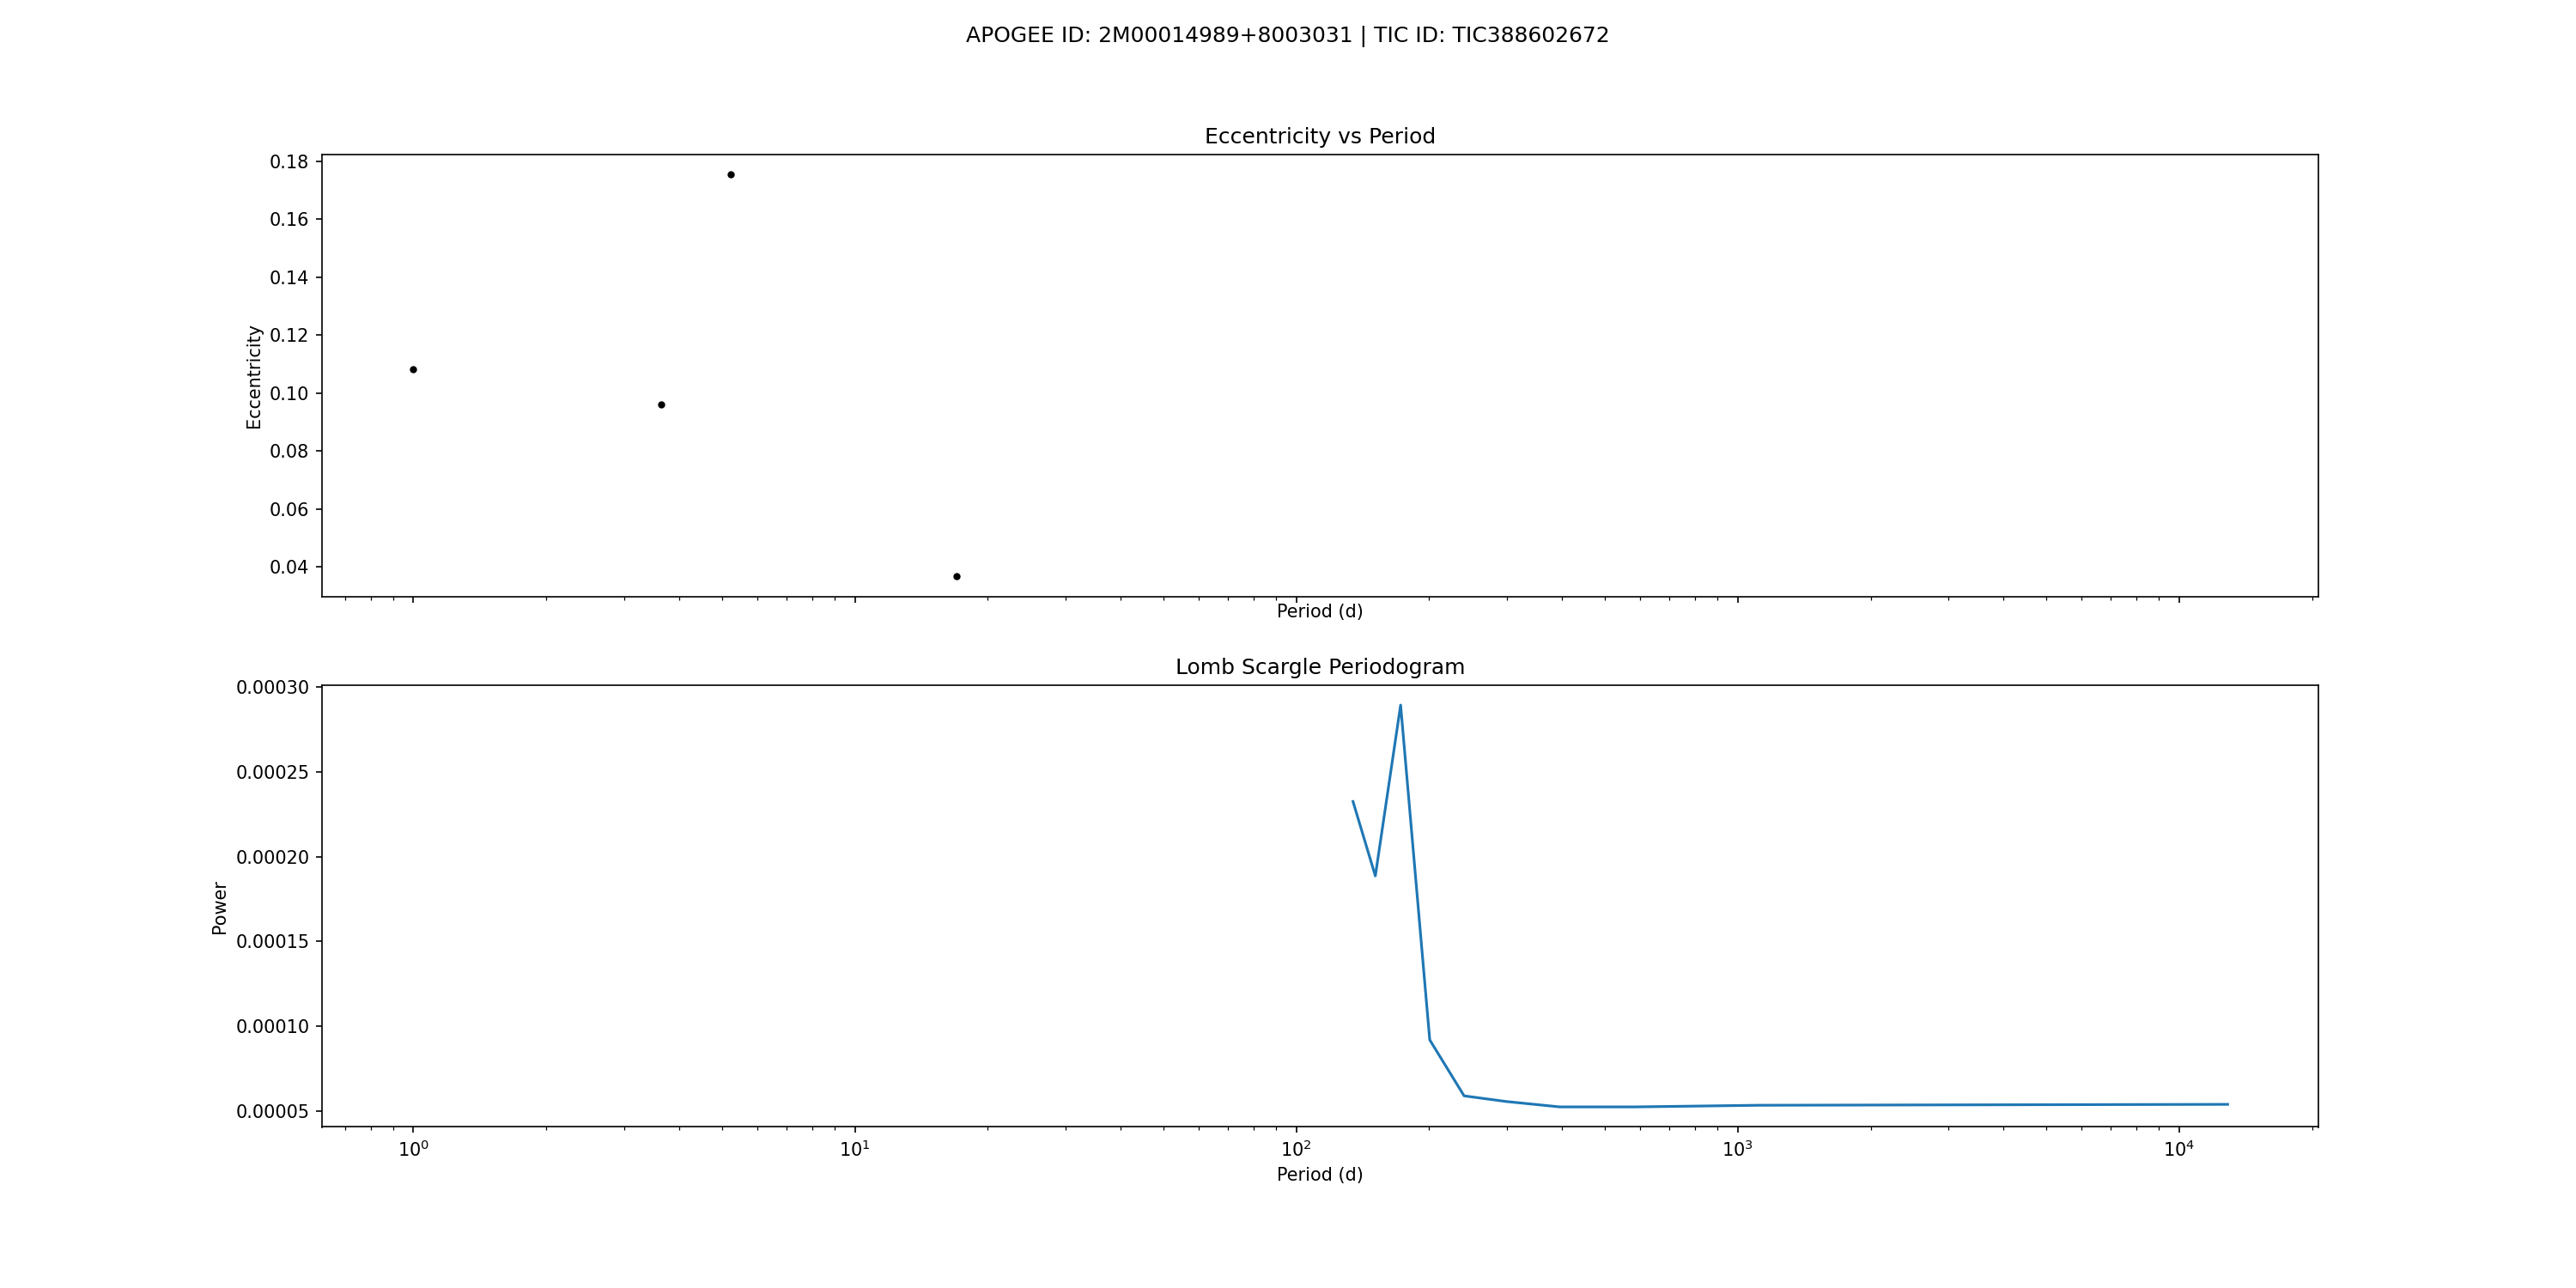 APOGEE ID: 2M00014989+8003031 | TIC ID: TIC388602672
Eccentricity vs Period
0.18
0.16
0.14
0.12
0.10
0.08
0.06
0.04
Eccentricity
Period (d)
Lomb Scargle Periodogram
0.00030
0.00025
0.00020
0.00015
0.00010
0.00005
Power
10⁰ 10¹ 10² 10³ 10⁴
Period (d)